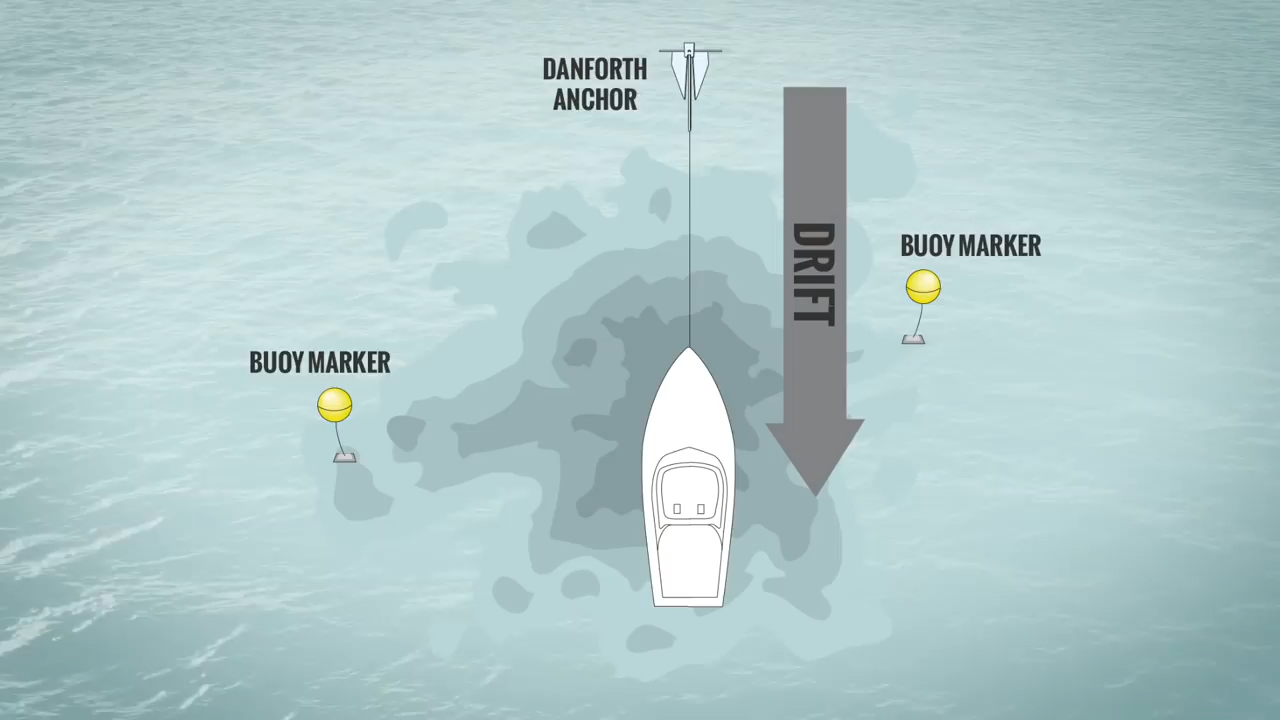 DANFORTH
ANCHOR
DRIFT
BUOY MARKER
BUOY MARKER